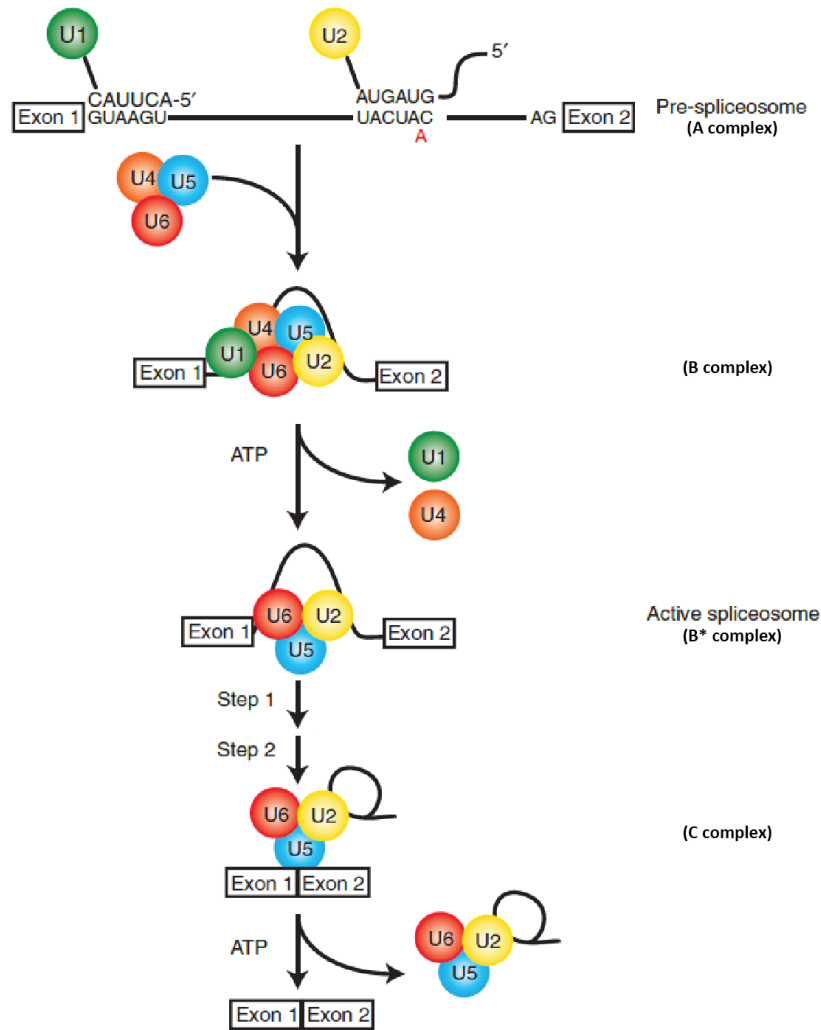 U1
U2
5′
CAUUCA-5′
AUGAUG
Exon 1
GUAAGU
UACUAC
AG
Exon 2
A
Pre-spliceosome
(A complex)
U4
U5
U6
U4
U5
U1
U6
U2
Exon 1
Exon 2
(B complex)
ATP
U1
U4
U6
U2
Exon 1
Exon 2
U5
Active spliceosome
(B* complex)
Step 1
Step 2
U6
U2
U5
(C complex)
Exon 1
Exon 2
ATP
U6
U2
U5
Exon 1
Exon 2